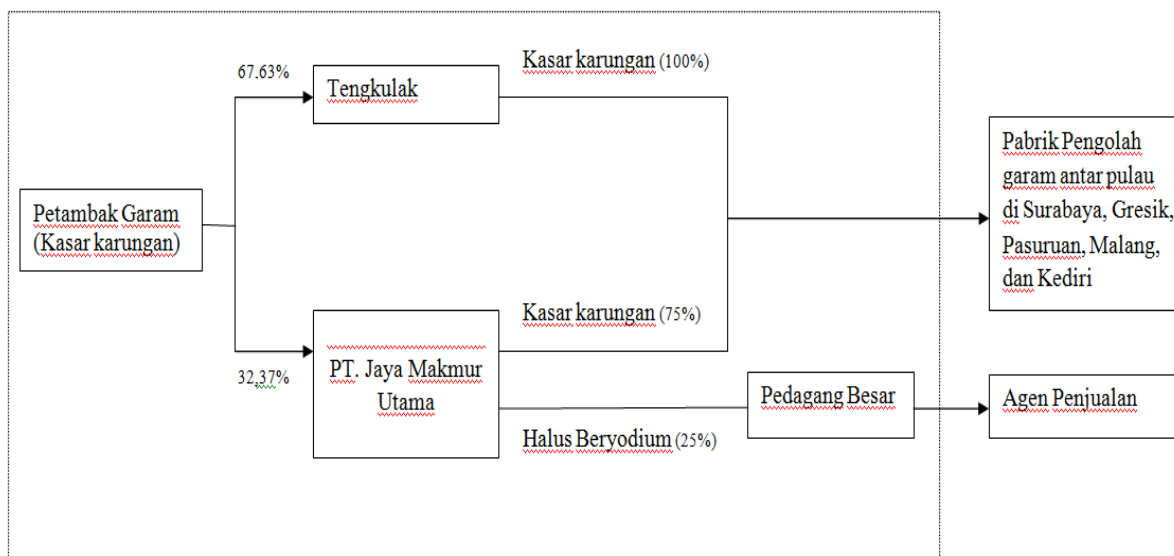 Kasar karungan (100%)
67.63%
Tengkulak
Pabrik Pengolah
garam antar pulau
di Surabaya, Gresik,
Pasuruan, Malang,
dan Kediri
Petambak Garam
(Kasar karungan)
Kasar karungan (75%)
PT. Jaya Makmur
Utama
32,37%
Pedagang Besar
Agen Penjualan
Halus Beryodium (25%)